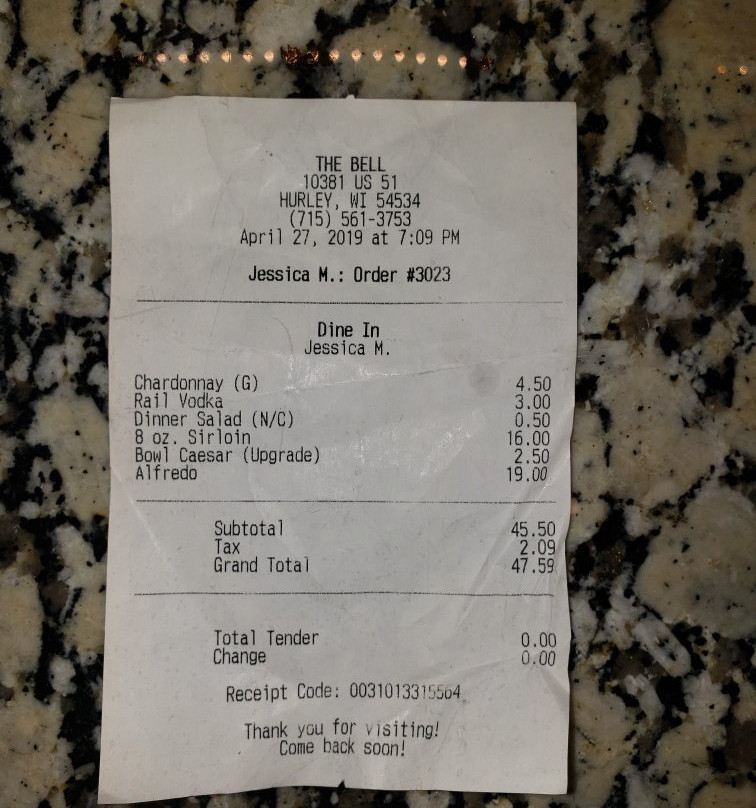 THE BELL
10381 US 51
HURLEY, WI 54534
(715) 561-3753
April 27, 2019 at 7:09 PM
Jessica M.: Order #3023
Dine In
Jessica M.
Chardonnay (G) 4.50
Rail Vodka 3.00
Dinner Salad (N/C) 0.50
8 oz. Sirloin 16.00
Bowl Caesar (Upgrade) 2.50
Alfredo 19.00
Subtotal 45.50
Tax 2.09
Grand Total 47.59
Total Tender 0.00
Change 0.00
Receipt Code: 0031013315564
Thank you for visiting!
Come back soon!